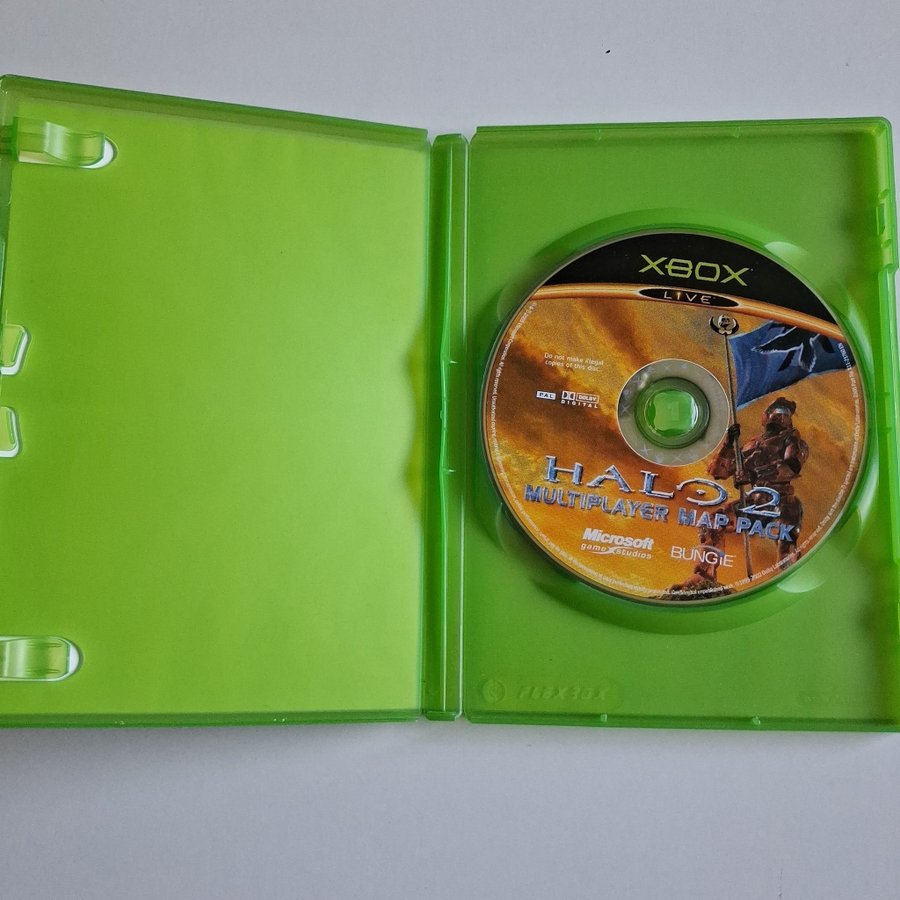 XBOX
LIVE
Do not make illegal
copies of this disc.
PAL
DOLBY
DIGITAL
HALO 2
MULTIPLAYER MAP PACK
Microsoft
game studios
BUNGIE
FLEXBOX